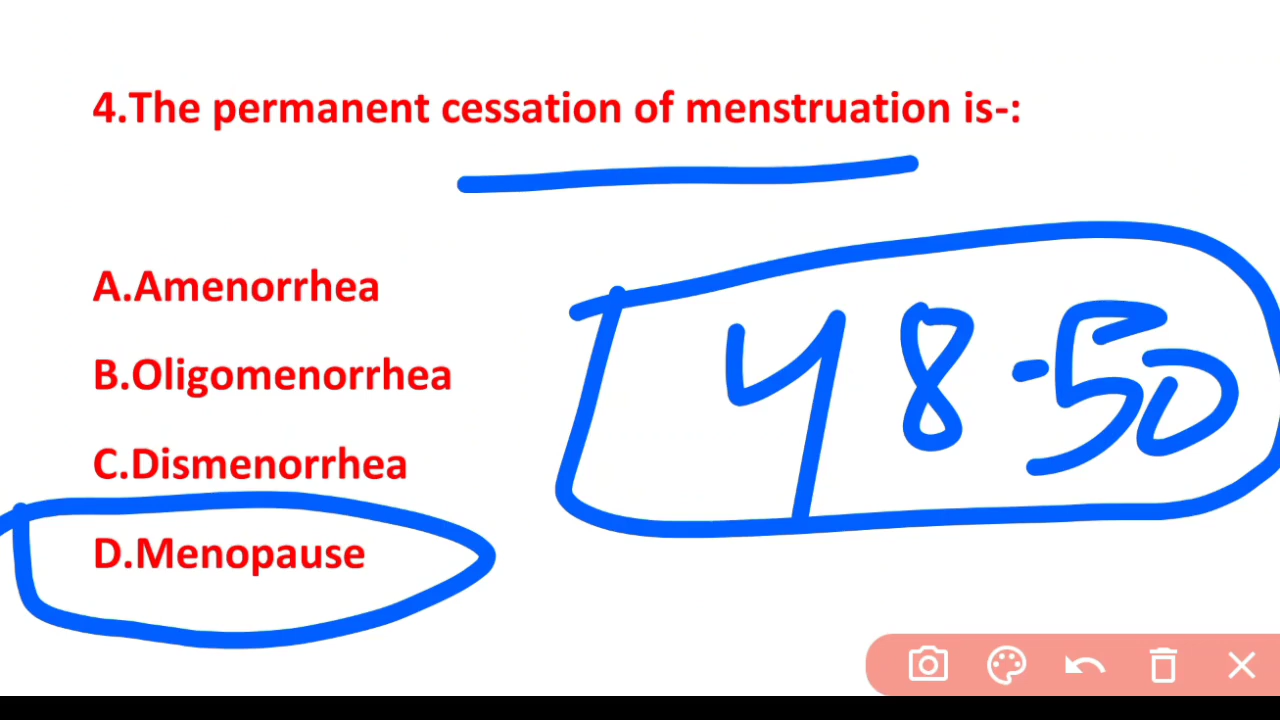 4.The permanent cessation of menstruation is-:
A.Amenorrhea
48-50
B.Oligomenorrhea
C.Dismenorrhea
D.Menopause